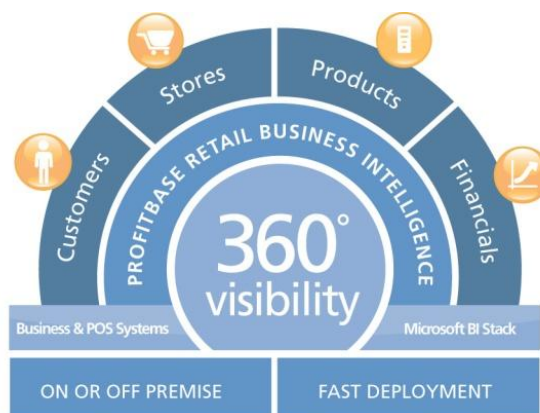 Customers
Stores
Products
Financials
PROFITBASE RETAIL BUSINESS INTELLIGENCE
360°
visibility
Business & POS Systems
Microsoft BI Stack
ON OR OFF PREMISE
FAST DEPLOYMENT